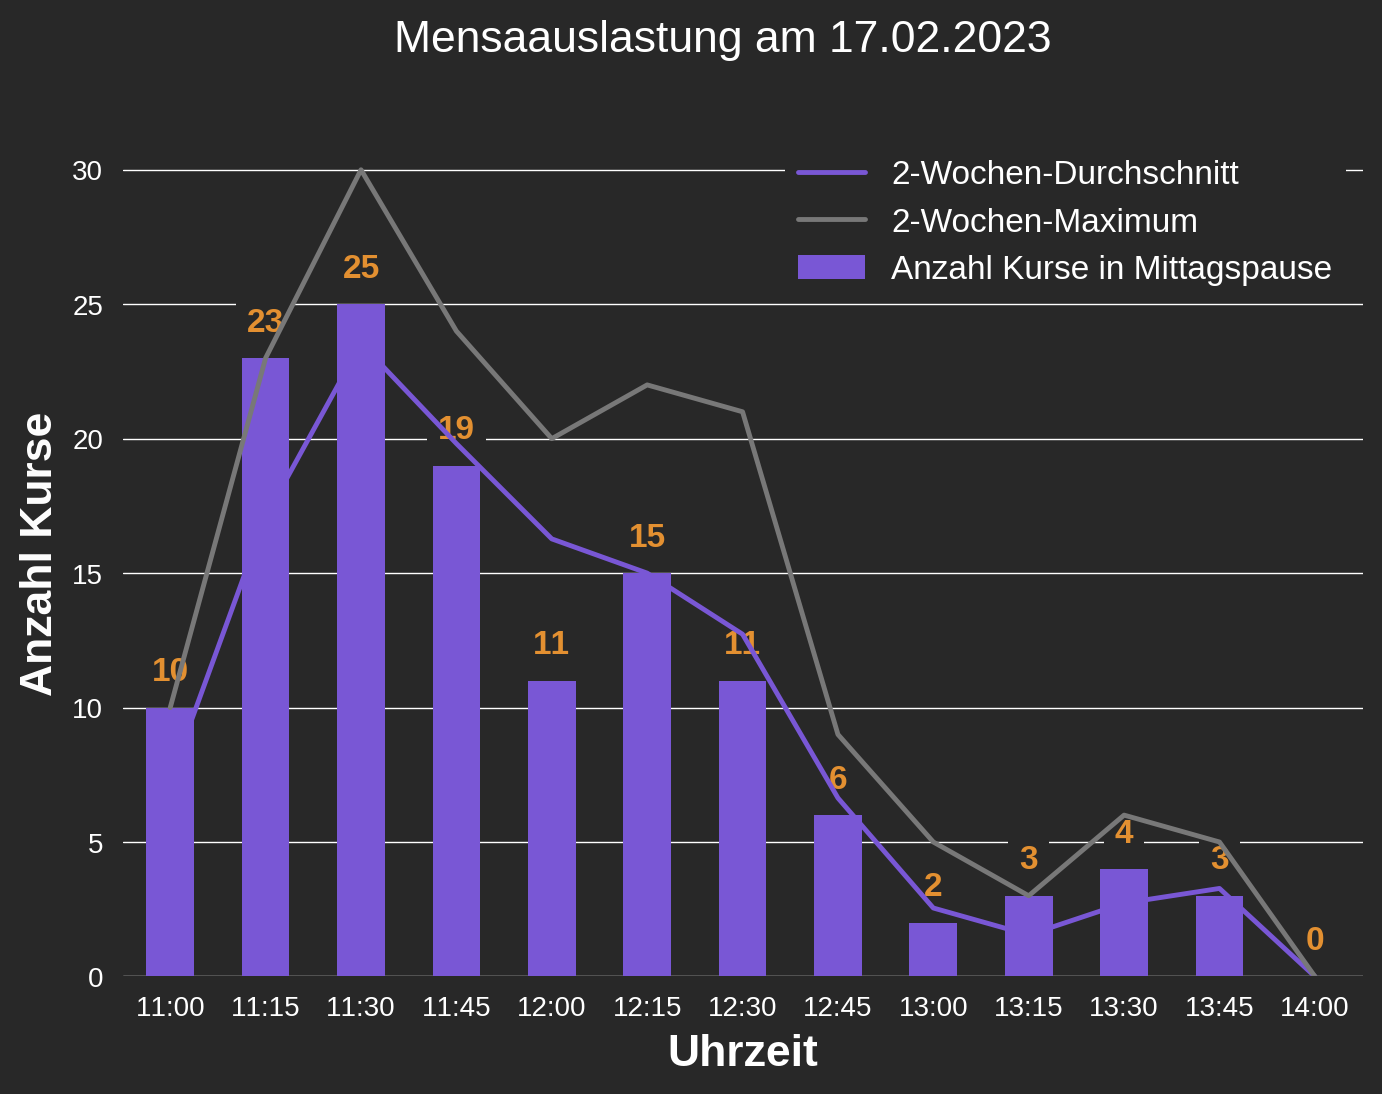 Mensaauslastung am 17.02.2023
2-Wochen-Durchschnitt
2-Wochen-Maximum
Anzahl Kurse in Mittagspause
Anzahl Kurse
30
25
20
15
10
5
0
10
23
25
19
11
15
11
6
2
3
4
3
0
11:00 11:15 11:30 11:45 12:00 12:15 12:30 12:45 13:00 13:15 13:30 13:45 14:00
Uhrzeit